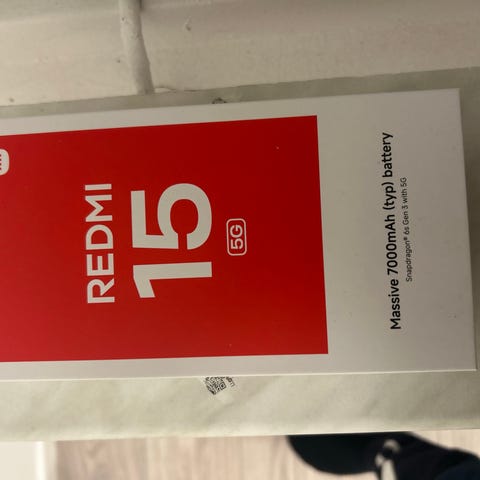 REDMI
15
5G
Massive 7000mAh (typ) battery
Snapdragon® 6s Gen 3 with 5G